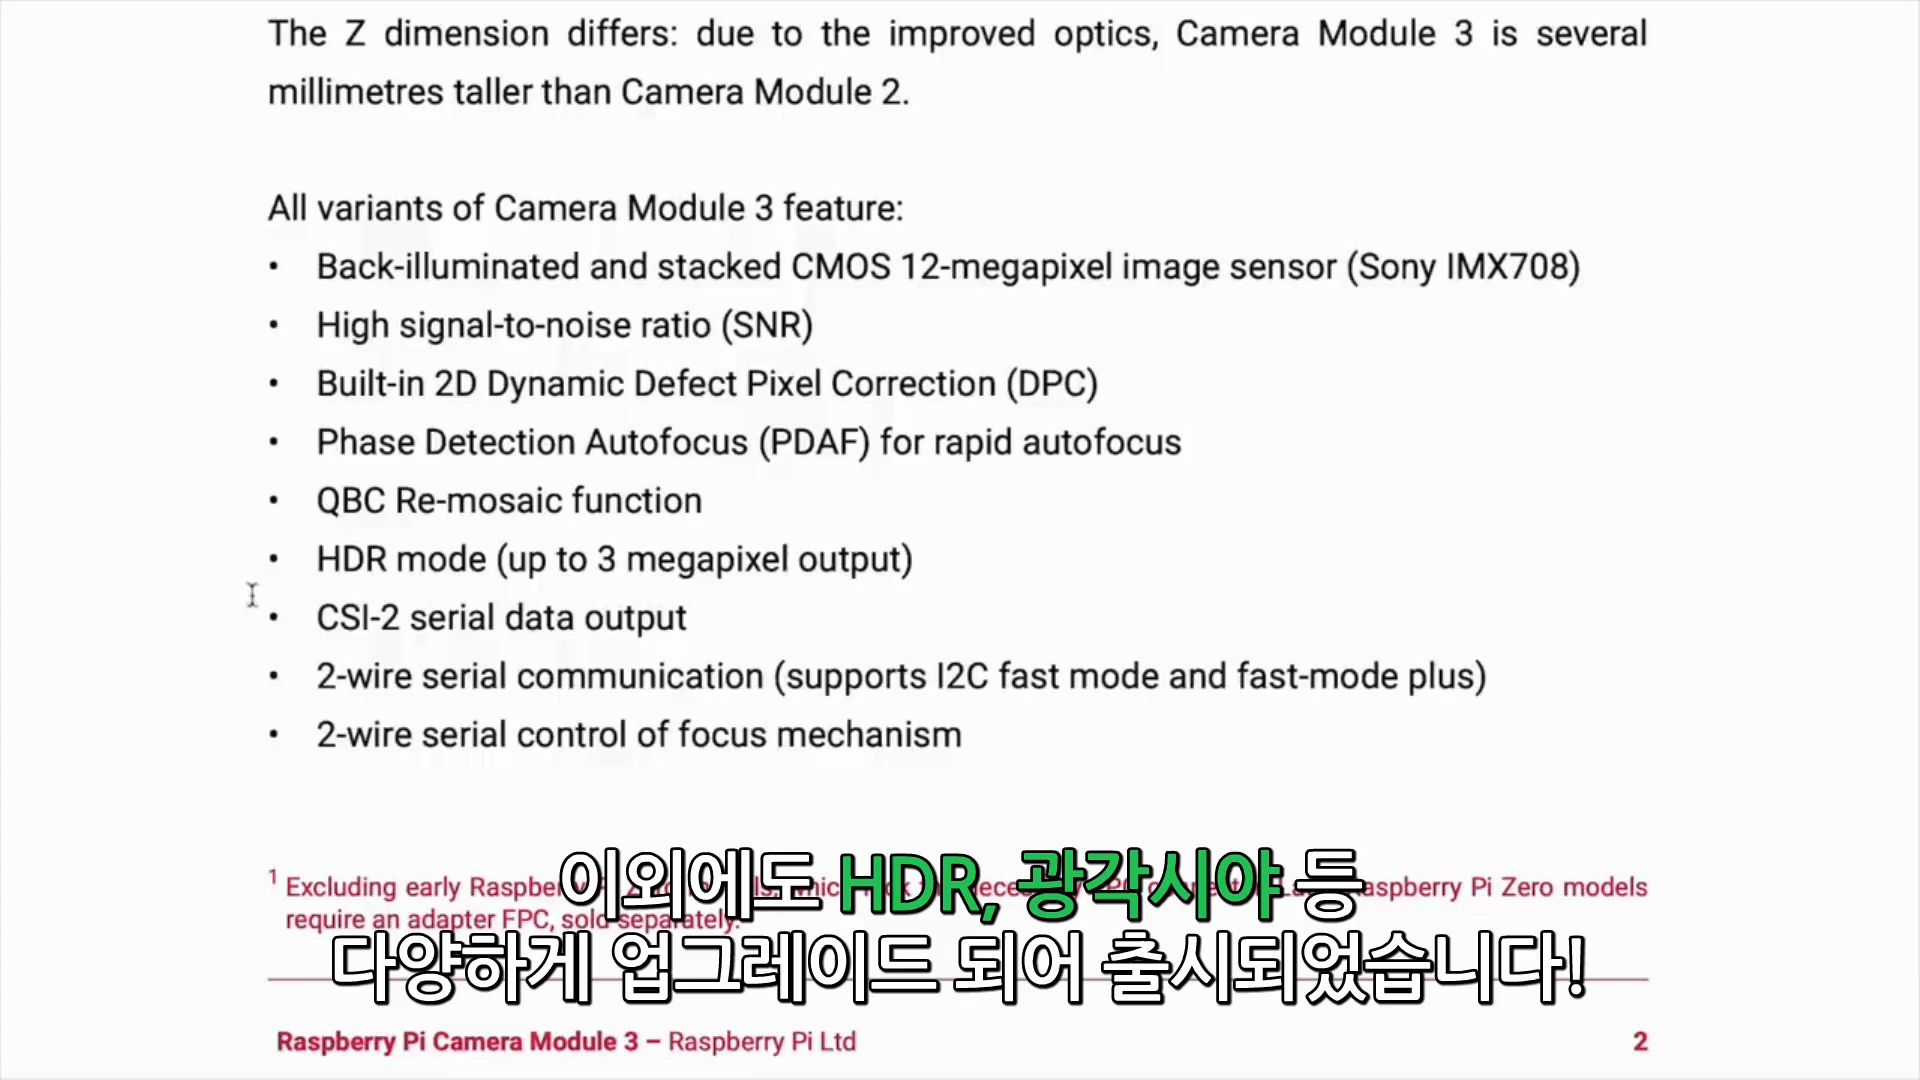 The Z dimension differs: due to the improved optics, Camera Module 3 is several
millimetres taller than Camera Module 2.
All variants of Camera Module 3 feature:
• Back-illuminated and stacked CMOS 12-megapixel image sensor (Sony IMX708)
• High signal-to-noise ratio (SNR)
• Built-in 2D Dynamic Defect Pixel Correction (DPC)
• Phase Detection Autofocus (PDAF) for rapid autofocus
• QBC Re-mosaic function
• HDR mode (up to 3 megapixel output)
• CSI-2 serial data output
• 2-wire serial communication (supports I2C fast mode and fast-mode plus)
• 2-wire serial control of focus mechanism
1 Excluding early Raspberry Pi Zero models
require an adapter FPC, sold separately.
이외에도 HDR, 광각시야 등
다양하게 업그레이드 되어 출시되었습니다!
Raspberry Pi Camera Module 3 – Raspberry Pi Ltd 2